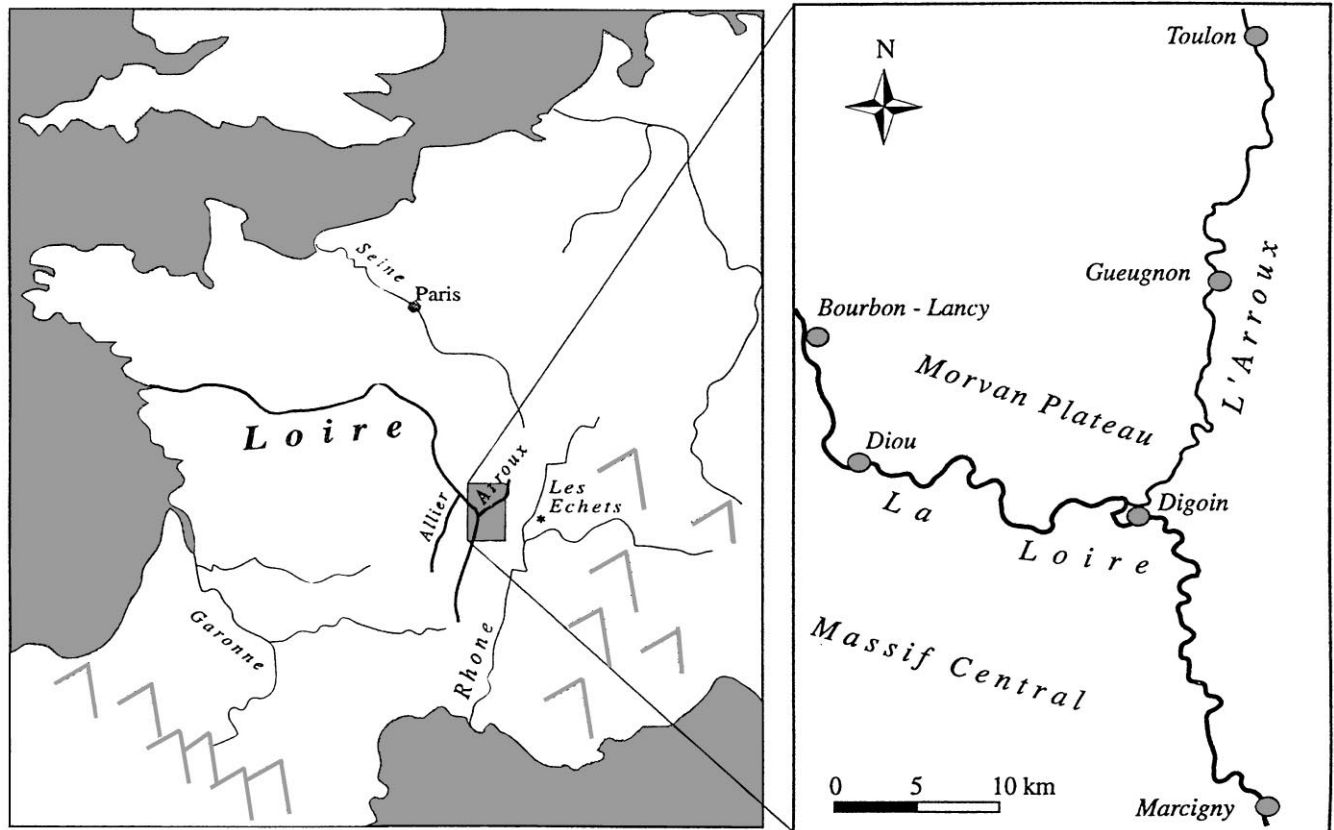 Seine
Paris
Loire
Allier
Arroux
Les
Echets
Garonne
Rhone
N
Toulon
Gueugnon
L'Arroux
Bourbon - Lancy
Morvan Plateau
Diou
La
Loire
Digoin
Massif Central
0 5 10 km
Marcigny